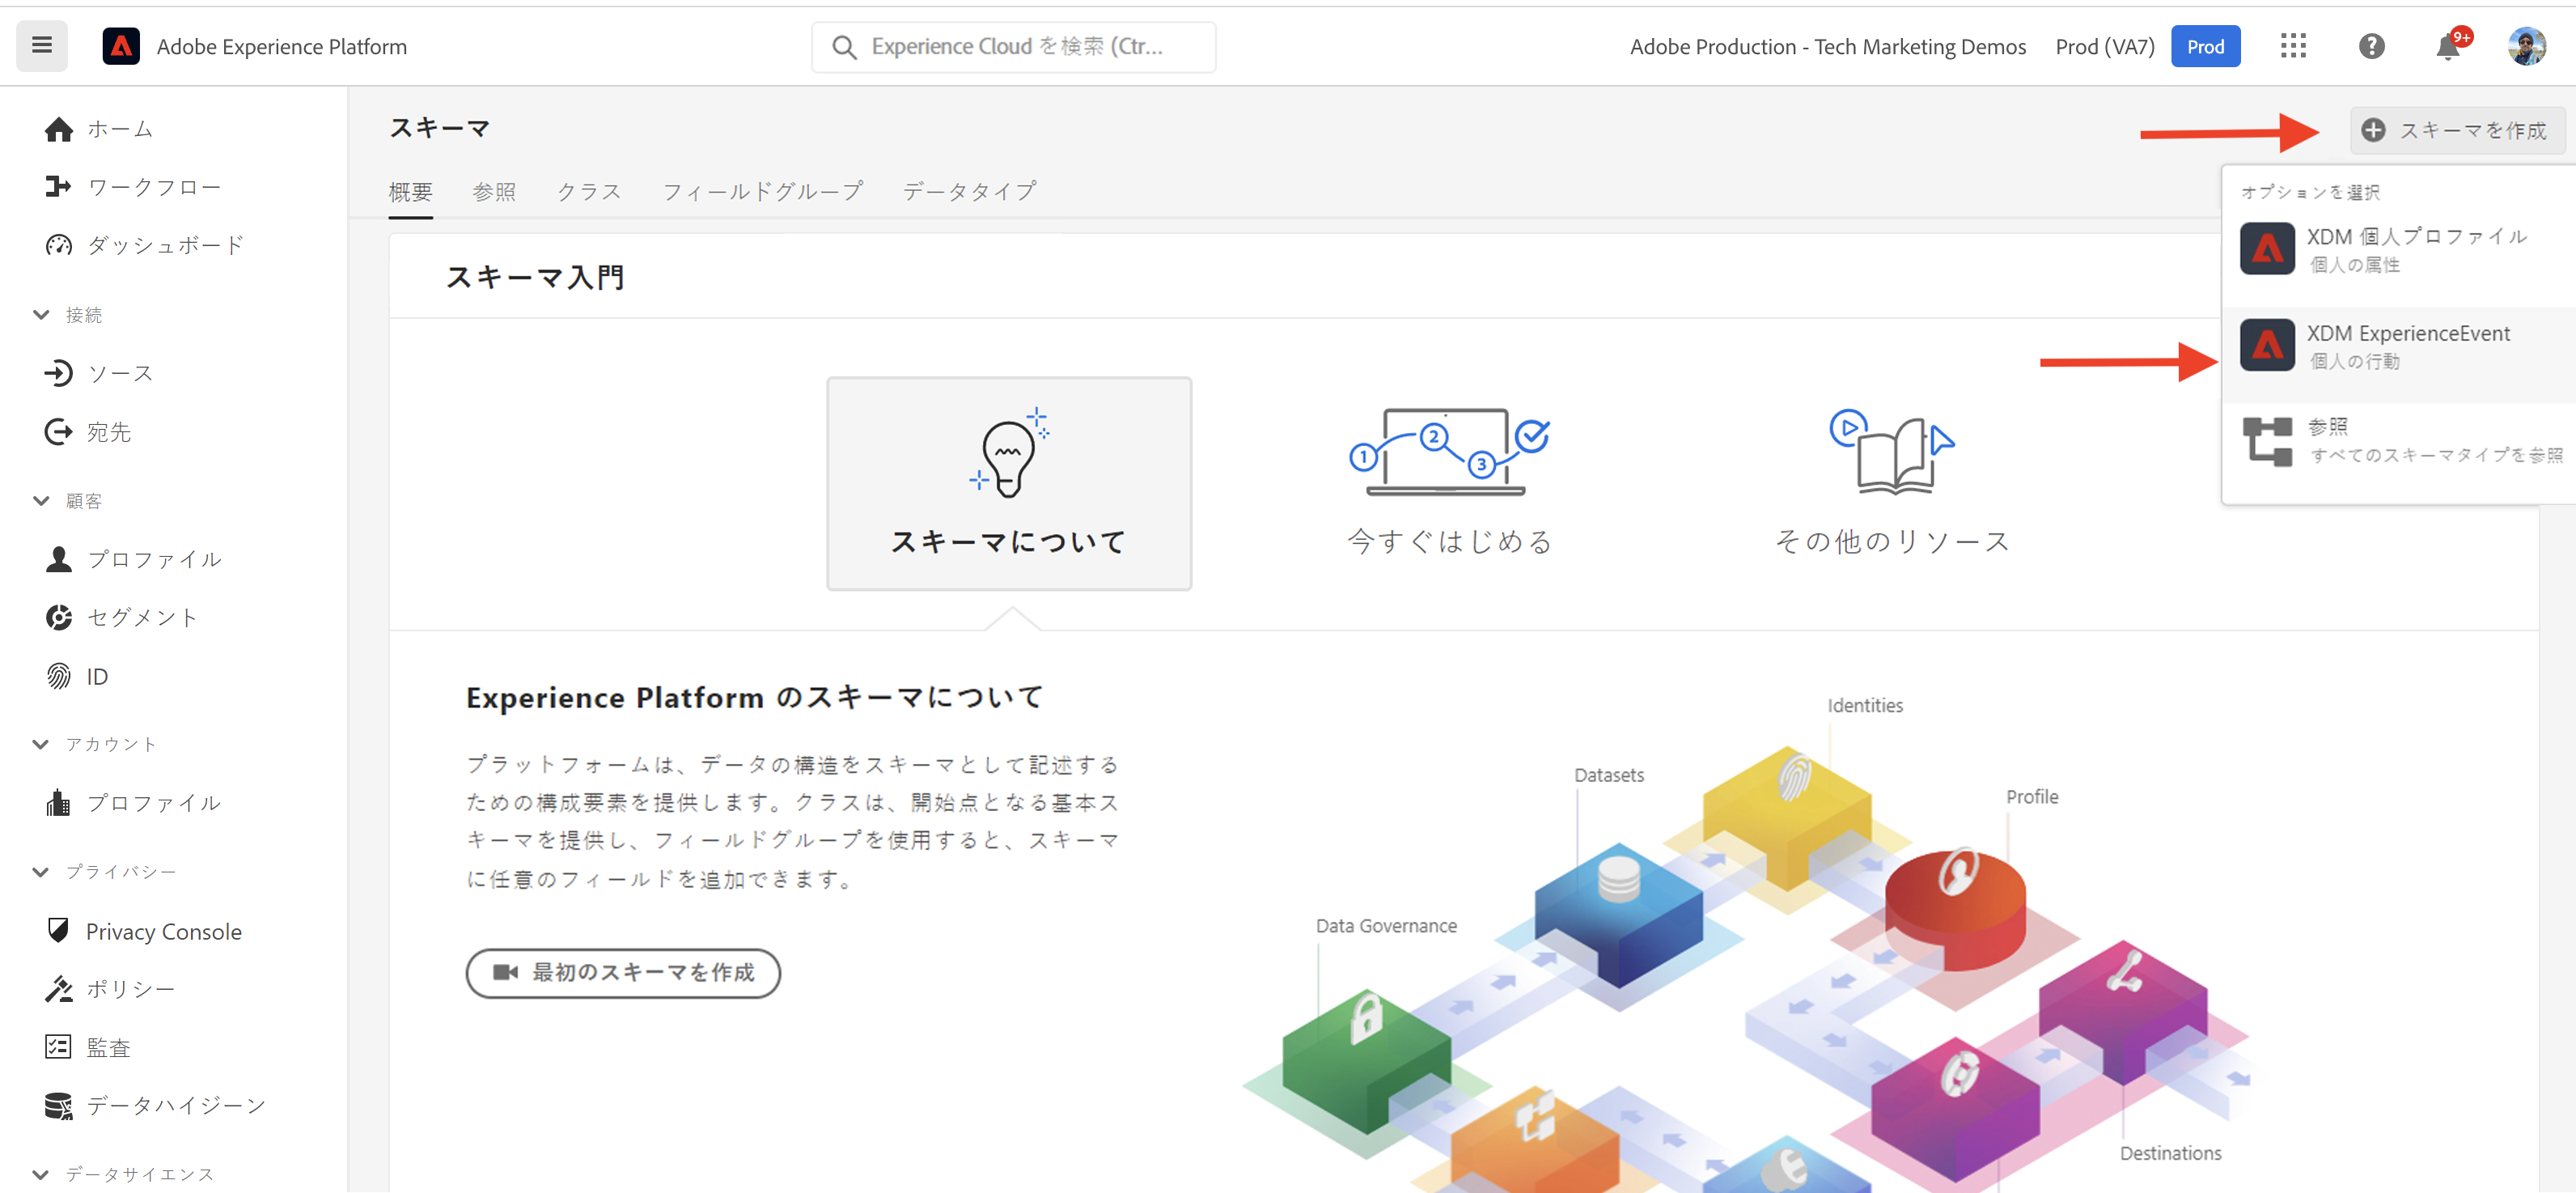 Adobe Experience Platform
Experience Cloud を検索 (Ctr...
Adobe Production - Tech Marketing Demos
Prod (VA7)
Prod
9+
ホーム
ワークフロー
ダッシュボード
接続
ソース
宛先
顧客
プロファイル
セグメント
ID
アカウント
プロファイル
プライバシー
Privacy Console
ポリシー
監査
データハイジーン
データサイエンス
スキーマ
スキーマを作成
概要
参照
クラス
フィールドグループ
データタイプ
オプションを選択
XDM 個人プロファイル
個人の属性
XDM ExperienceEvent
個人の行動
参照
すべてのスキーマタイプを参照
スキーマ入門
1
2
3
スキーマについて
今すぐはじめる
その他のリソース
Experience Platform のスキーマについて
プラットフォームは、データの構造をスキーマとして記述する
ための構成要素を提供します。クラスは、開始点となる基本ス
キーマを提供し、フィールドグループを使用すると、スキーマ
に任意のフィールドを追加できます。
最初のスキーマを作成
Identities
Datasets
Profile
Data Governance
Destinations